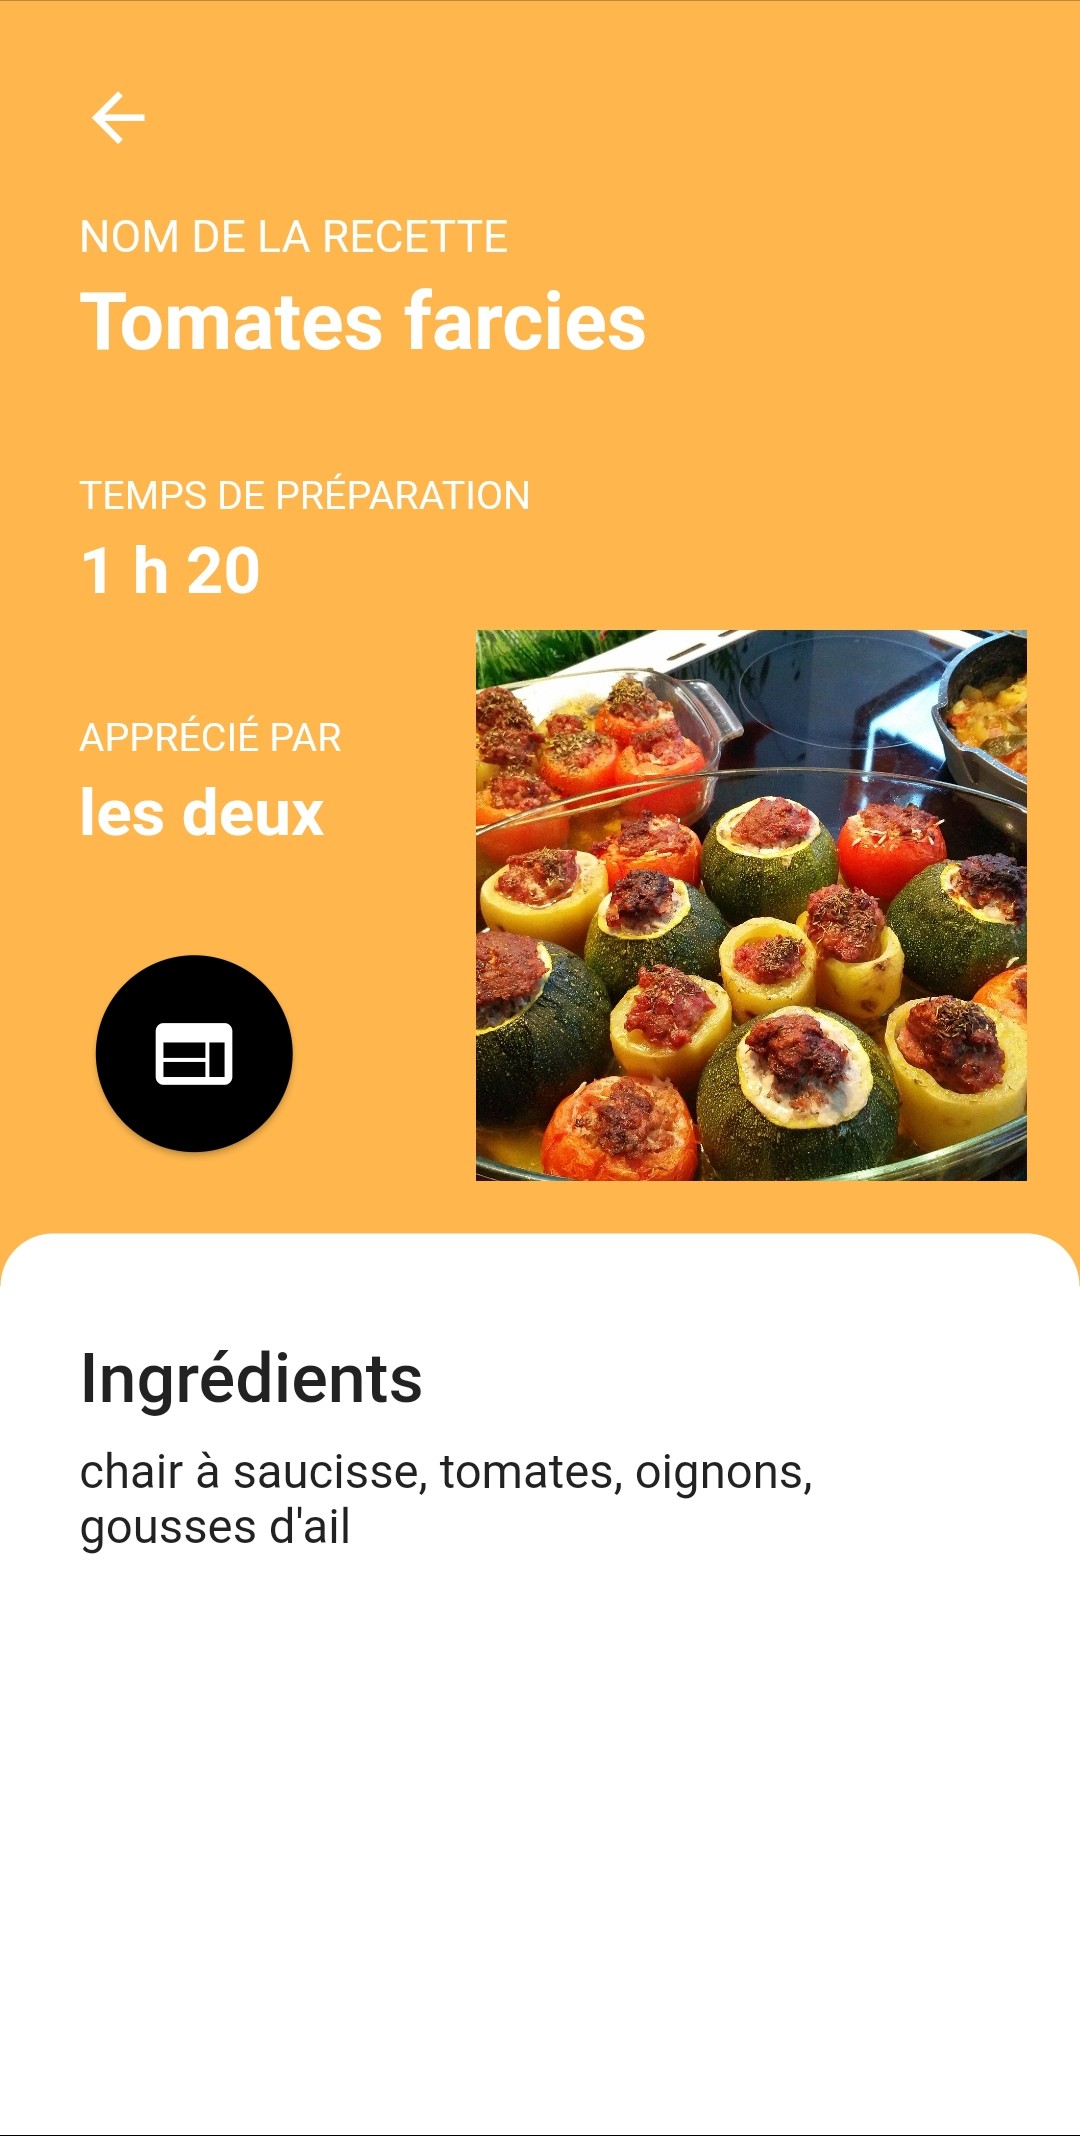 NOM DE LA RECETTE
Tomates farcies
TEMPS DE PRÉPARATION
1 h 20
APPRÉCIÉ PAR
les deux
Ingrédients
chair à saucisse, tomates, oignons,
gousses d'ail